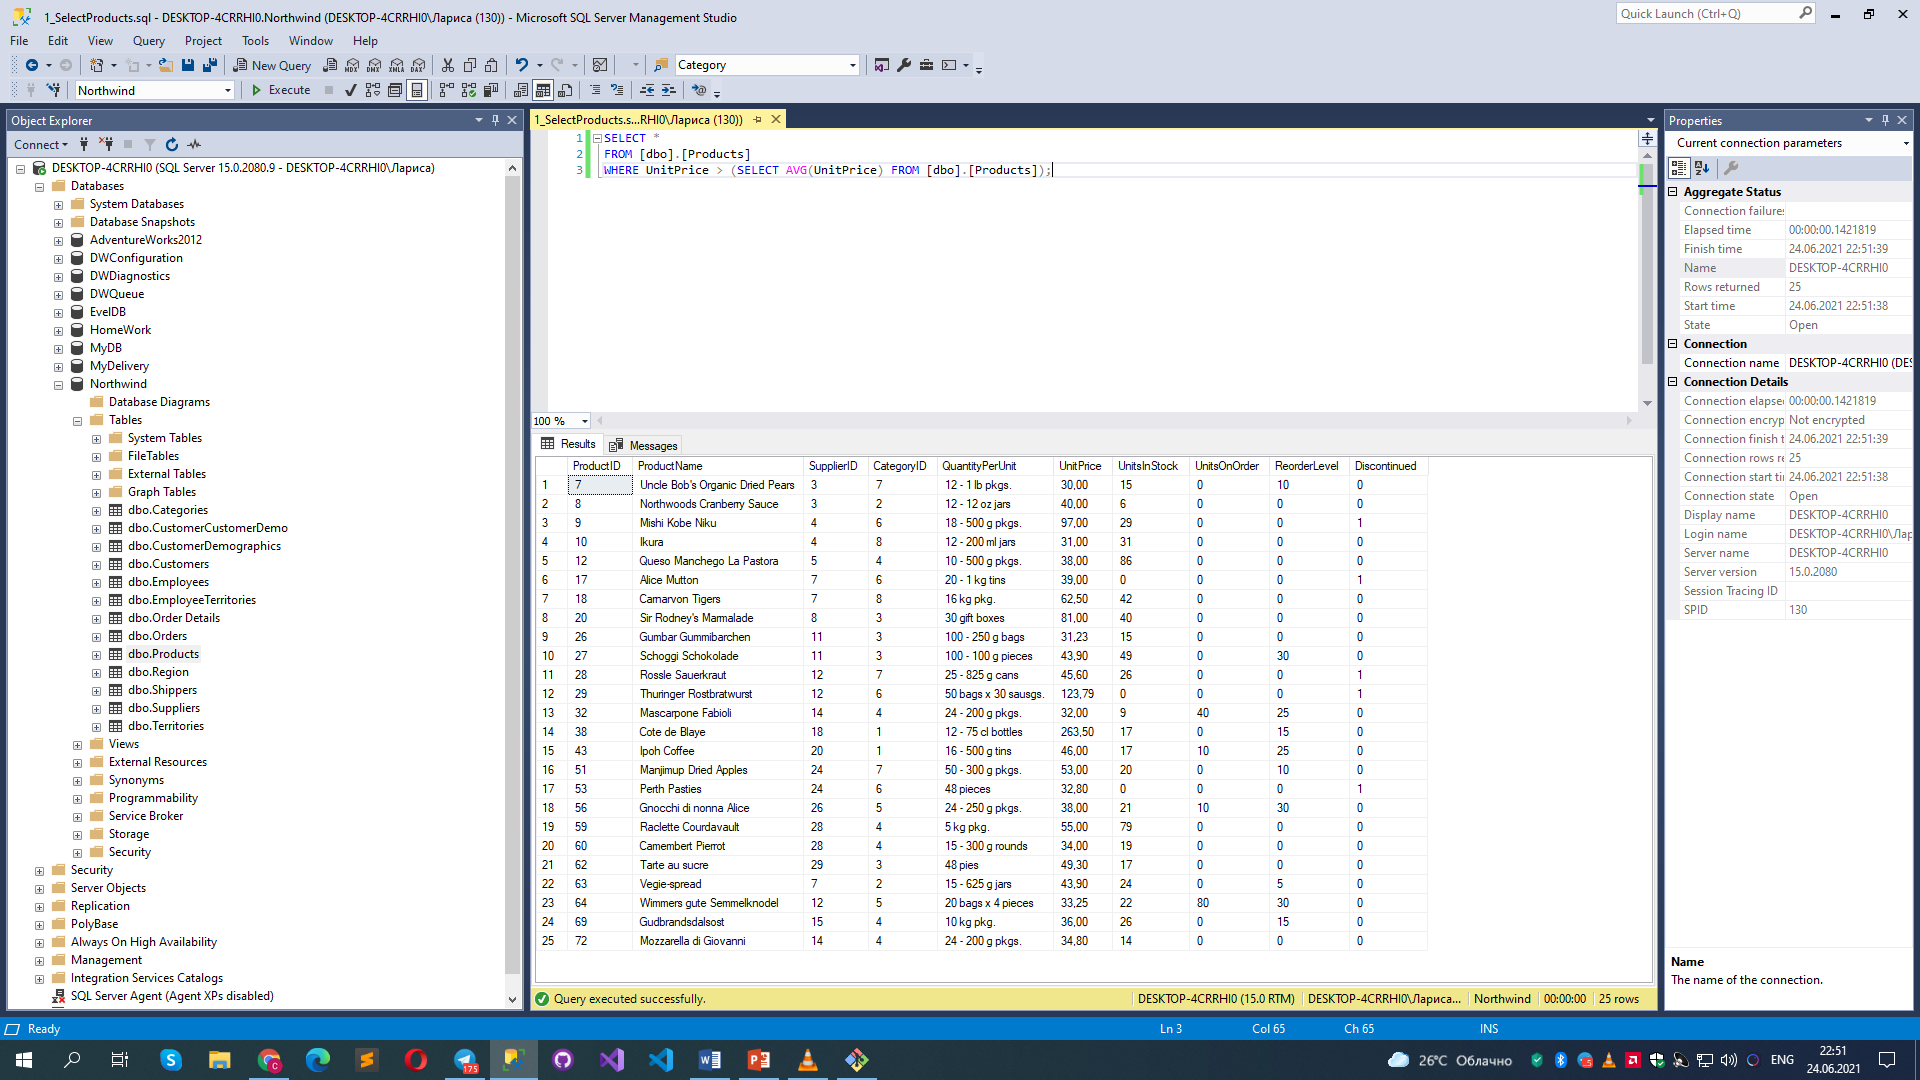 1_SelectProducts.sql - DESKTOP-4CRRHI0.Northwind (DESKTOP-4CRRHI0\Лариса (130)) - Microsoft SQL Server Management Studio
Quick Launch (Ctrl+Q)
File Edit View Query Project Tools Window Help
New Query
Category
Northwind
Execute
Object Explorer
Connect
DESKTOP-4CRRHI0 (SQL Server 15.0.2080.9 - DESKTOP-4CRRHI0\Лариса)
Databases
System Databases
Database Snapshots
AdventureWorks2012
DWConfiguration
DWDiagnostics
DWQueue
EvelDB
HomeWork
MyDB
MyDelivery
Northwind
Database Diagrams
Tables
System Tables
FileTables
External Tables
Graph Tables
dbo.Categories
dbo.CustomerCustomerDemo
dbo.CustomerDemographics
dbo.Customers
dbo.Employees
dbo.EmployeeTerritories
dbo.Order Details
dbo.Orders
dbo.Products
dbo.Region
dbo.Shippers
dbo.Suppliers
dbo.Territories
Views
External Resources
Synonyms
Programmability
Service Broker
Storage
Security
Security
Server Objects
Replication
PolyBase
Always On High Availability
Management
Integration Services Catalogs
SQL Server Agent (Agent XPs disabled)
1_SelectProducts.s...RHI0\Лариса (130))
1 SELECT *
2 FROM [dbo].[Products]
3 WHERE UnitPrice > (SELECT AVG(UnitPrice) FROM [dbo].[Products]);
100 %
Results Messages
ProductID ProductName SupplierID CategoryID QuantityPerUnit UnitPrice UnitsInStock UnitsOnOrder ReorderLevel Discontinued
1 7 Uncle Bob's Organic Dried Pears 3 7 12 - 1 lb pkgs. 30,00 15 0 10 0
2 8 Northwoods Cranberry Sauce 3 2 12 - 12 oz jars 40,00 6 0 0 0
3 9 Mishi Kobe Niku 4 6 18 - 500 g pkgs. 97,00 29 0 0 1
4 10 Ikura 4 8 12 - 200 ml jars 31,00 31 0 0 0
5 12 Queso Manchego La Pastora 5 4 10 - 500 g pkgs. 38,00 86 0 0 0
6 17 Alice Mutton 7 6 20 - 1 kg tins 39,00 0 0 0 1
7 18 Carnarvon Tigers 7 8 16 kg pkg. 62,50 42 0 0 0
8 20 Sir Rodney's Marmalade 8 3 30 gift boxes 81,00 40 0 0 0
9 26 Gumbar Gummibarchen 11 3 100 - 250 g bags 31,23 15 0 0 0
10 27 Schoggi Schokolade 11 3 100 - 100 g pieces 43,90 49 0 30 0
11 28 Rossle Sauerkraut 12 7 25 - 825 g cans 45,60 26 0 0 1
12 29 Thuringer Rostbratwurst 12 6 50 bags x 30 sausgs. 123,79 0 0 0 1
13 32 Mascarpone Fabioli 14 4 24 - 200 g pkgs. 32,00 9 40 25 0
14 38 Cote de Blaye 18 1 12 - 75 cl bottles 263,50 17 0 15 0
15 43 Ipoh Coffee 20 1 16 - 500 g tins 46,00 17 10 25 0
16 51 Manjimup Dried Apples 24 7 50 - 300 g pkgs. 53,00 20 0 10 0
17 53 Perth Pasties 24 6 48 pieces 32,80 0 0 0 1
18 56 Gnocchi di nonna Alice 26 5 24 - 250 g pkgs. 38,00 21 10 30 0
19 59 Raclette Courdavault 28 4 5 kg pkg. 55,00 79 0 0 0
20 60 Camembert Pierrot 28 4 15 - 300 g rounds 34,00 19 0 0 0
21 62 Tarte au sucre 29 3 48 pies 49,30 17 0 0 0
22 63 Vegie-spread 7 2 15 - 625 g jars 43,90 24 0 5 0
23 64 Wimmers gute Semmelknodel 12 5 20 bags x 4 pieces 33,25 22 80 30 0
24 69 Gudbrandsdalsost 15 4 10 kg pkg. 36,00 26 0 15 0
25 72 Mozzarella di Giovanni 14 4 24 - 200 g pkgs. 34,80 14 0 0 0
Query executed successfully. DESKTOP-4CRRHI0 (15.0 RTM) DESKTOP-4CRRHI0\Лариса... Northwind 00:00:00 25 rows
Properties
Current connection parameters
Aggregate Status
Connection failures
Elapsed time 00:00:00.1421819
Finish time 24.06.2021 22:51:39
Name DESKTOP-4CRRHI0
Rows returned 25
Start time 24.06.2021 22:51:38
State Open
Connection
Connection name DESKTOP-4CRRHI0 (DES
Connection Details
Connection elapse 00:00:00.1421819
Connection encryp Not encrypted
Connection finish t 24.06.2021 22:51:39
Connection rows re 25
Connection start ti 24.06.2021 22:51:38
Connection state Open
Display name DESKTOP-4CRRHI0
Login name DESKTOP-4CRRHI0\Лар
Server name DESKTOP-4CRRHI0
Server version 15.0.2080
Session Tracing ID
SPID 130
Name
The name of the connection.
Ready Ln 3 Col 65 Ch 65 INS
175
26°C Облачно ENG 22:51
24.06.2021